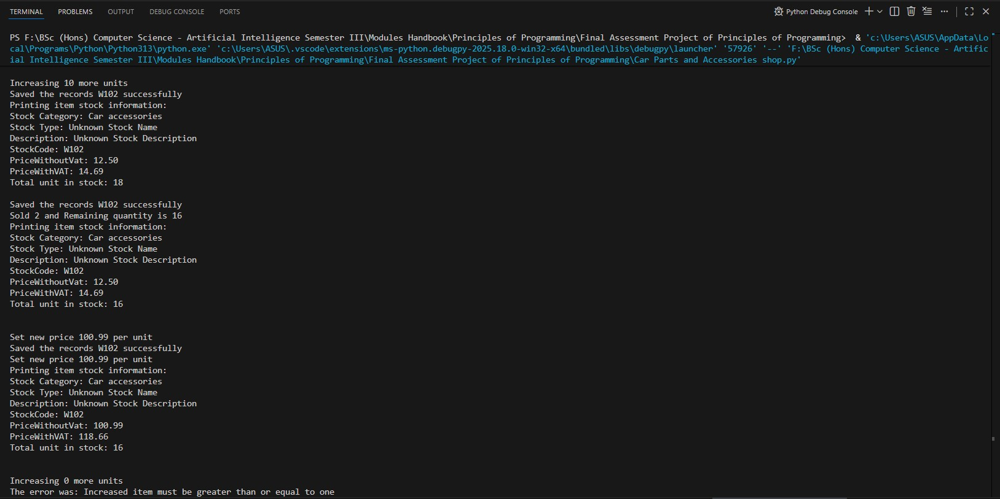 TERMINAL PROBLEMS OUTPUT DEBUG CONSOLE PORTS Python Debug Console
PS F:\BSc (Hons) Computer Science - Artificial Intelligence Semester III\Modules Handbook\Principles of Programming\Final Assessment Project of Principles of Programming> & 'c:\Users\ASUS\AppData\Lo
cal\Programs\Python\Python313\python.exe' 'c:\Users\ASUS\.vscode\extensions\ms-python.debugpy-2025.18.0-win32-x64\bundled\libs\debugpy\launcher' '57926' '--' 'F:\BSc (Hons) Computer Science - Artific
ial Intelligence Semester III\Modules Handbook\Principles of Programming\Final Assessment Project of Principles of Programming\Car Parts and Accessories shop.py'
Increasing 10 more units
Saved the records W102 successfully
Printing item stock information:
Stock Category: Car accessories
Stock Type: Unknown Stock Name
Description: Unknown Stock Description
StockCode: W102
PriceWithoutVat: 12.50
PriceWithVAT: 14.69
Total unit in stock: 18
Saved the records W102 successfully
Sold 2 and Remaining quantity is 16
Printing item stock information:
Stock Category: Car accessories
Stock Type: Unknown Stock Name
Description: Unknown Stock Description
StockCode: W102
PriceWithoutVat: 12.50
PriceWithVAT: 14.69
Total unit in stock: 16
Set new price 100.99 per unit
Saved the records W102 successfully
Set new price 100.99 per unit
Printing item stock information:
Stock Category: Car accessories
Stock Type: Unknown Stock Name
Description: Unknown Stock Description
StockCode: W102
PriceWithoutVat: 100.99
PriceWithVAT: 118.66
Total unit in stock: 16
Increasing 0 more units
The error was: Increased item must be greater than or equal to one